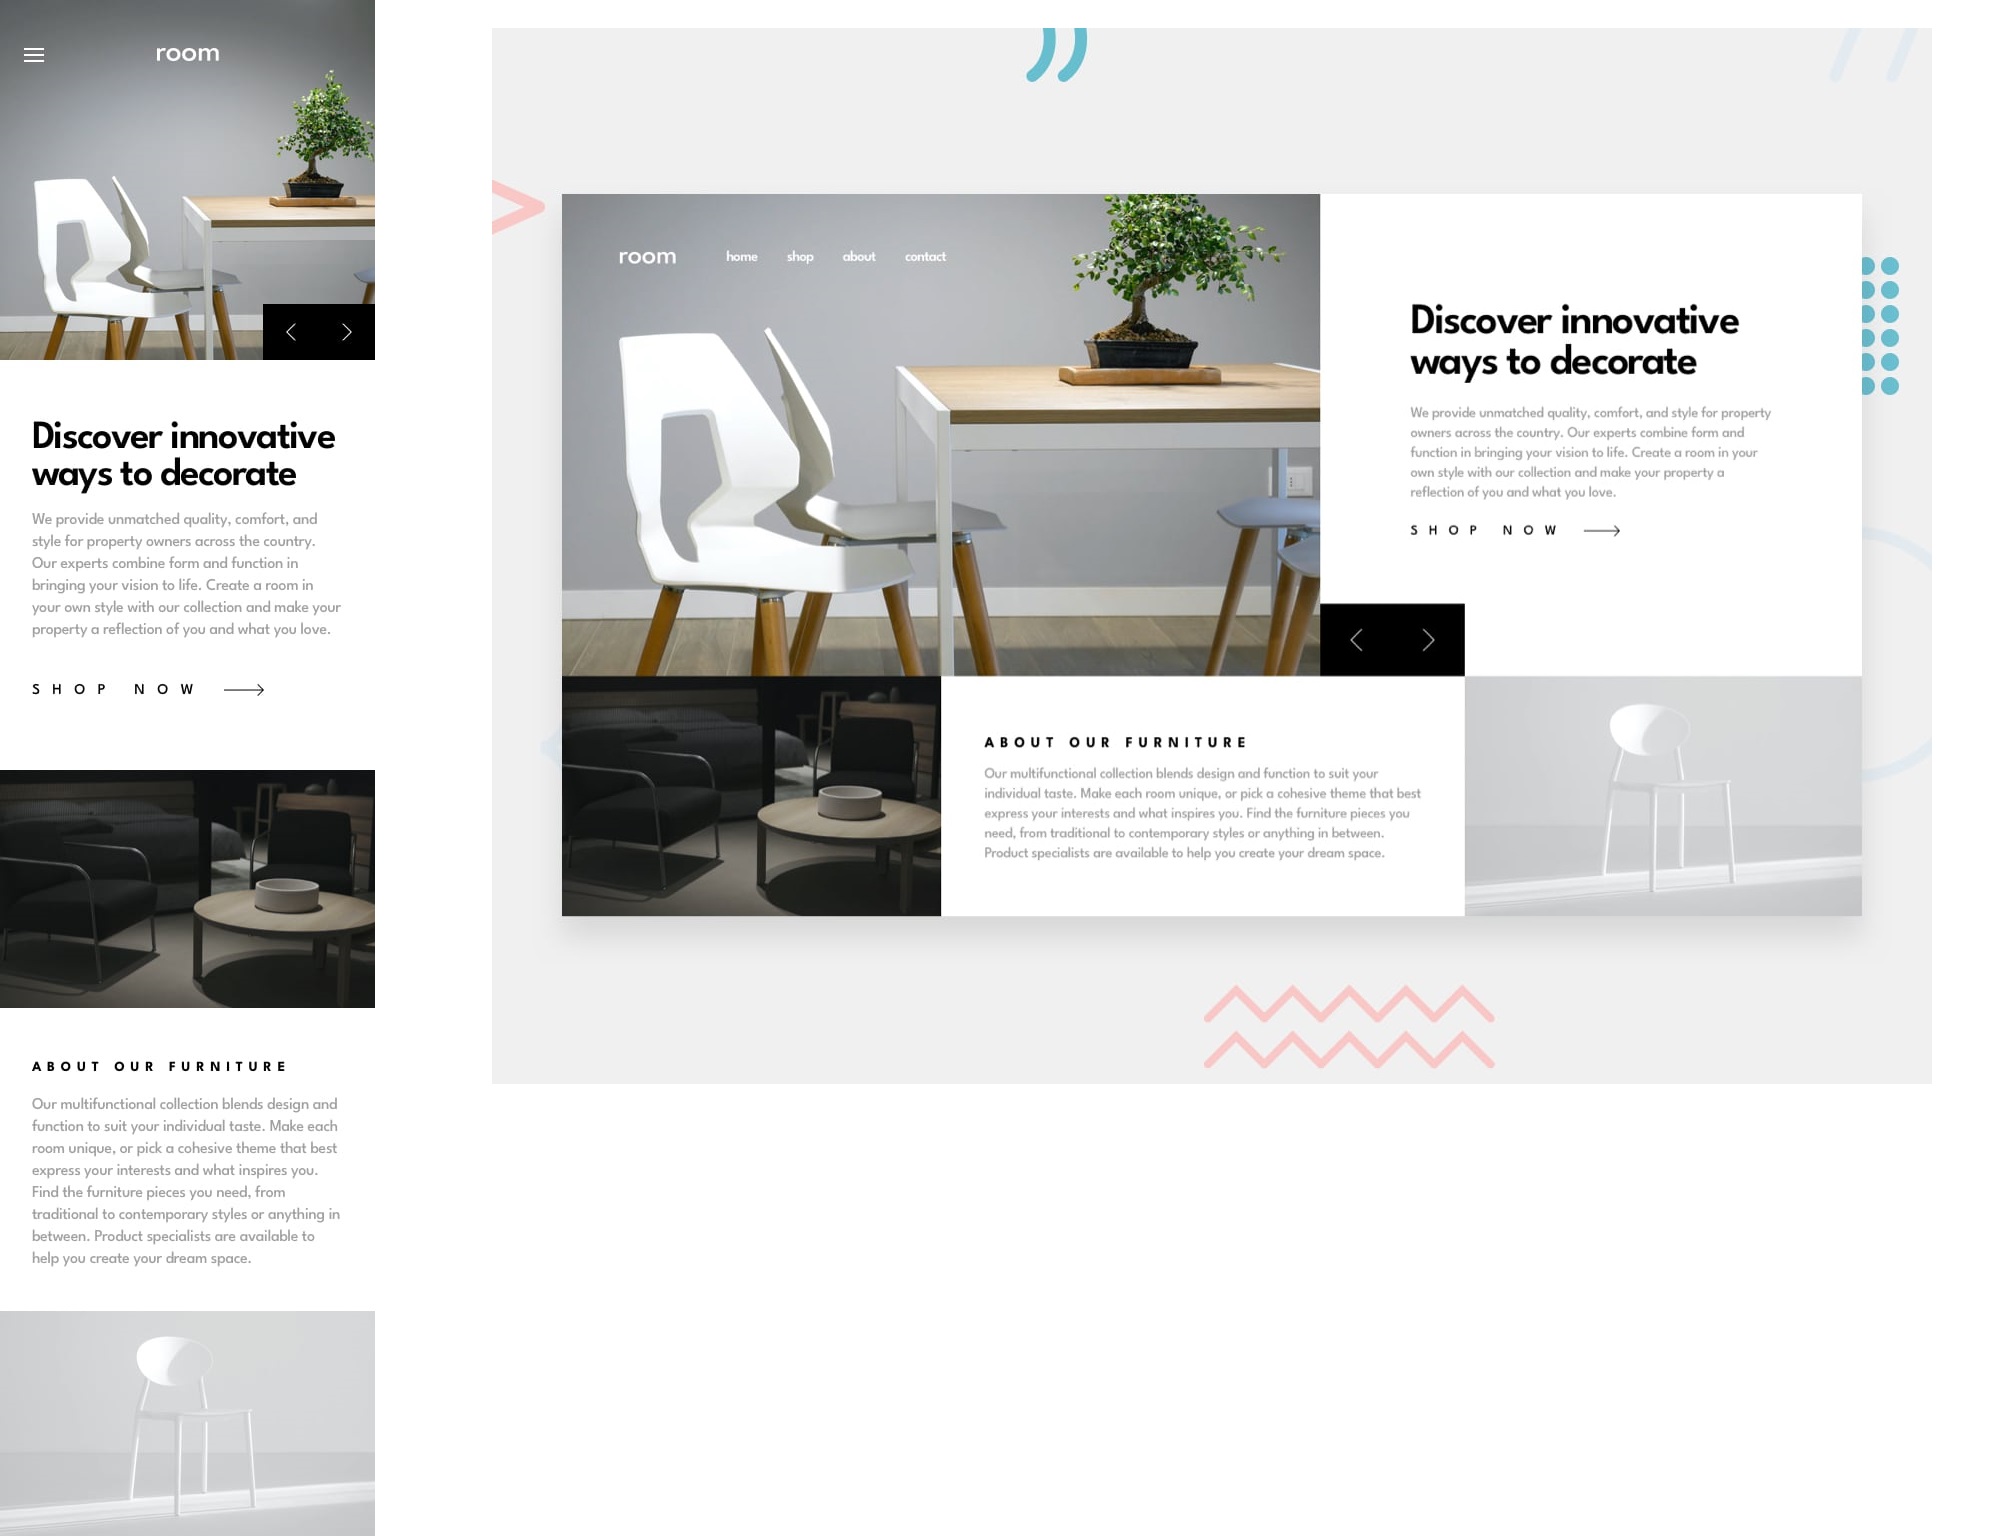 room
Discover innovative
ways to decorate
We provide unmatched quality, comfort, and
style for property owners across the country.
Our experts combine form and function in
bringing your vision to life. Create a room in
your own style with our collection and make your
property a reflection of you and what you love.
SHOP NOW
ABOUT OUR FURNITURE
Our multifunctional collection blends design and
function to suit your individual taste. Make each
room unique, or pick a cohesive theme that best
express your interests and what inspires you.
Find the furniture pieces you need, from
traditional to contemporary styles or anything in
between. Product specialists are available to
help you create your dream space.
room home shop about contact
Discover innovative
ways to decorate
We provide unmatched quality, comfort, and style for property
owners across the country. Our experts combine form and
function in bringing your vision to life. Create a room in your
own style with our collection and make your property a
reflection of you and what you love.
SHOP NOW
ABOUT OUR FURNITURE
Our multifunctional collection blends design and function to suit your
individual taste. Make each room unique, or pick a cohesive theme that best
express your interests and what inspires you. Find the furniture pieces you
need, from traditional to contemporary styles or anything in between.
Product specialists are available to help you create your dream space.